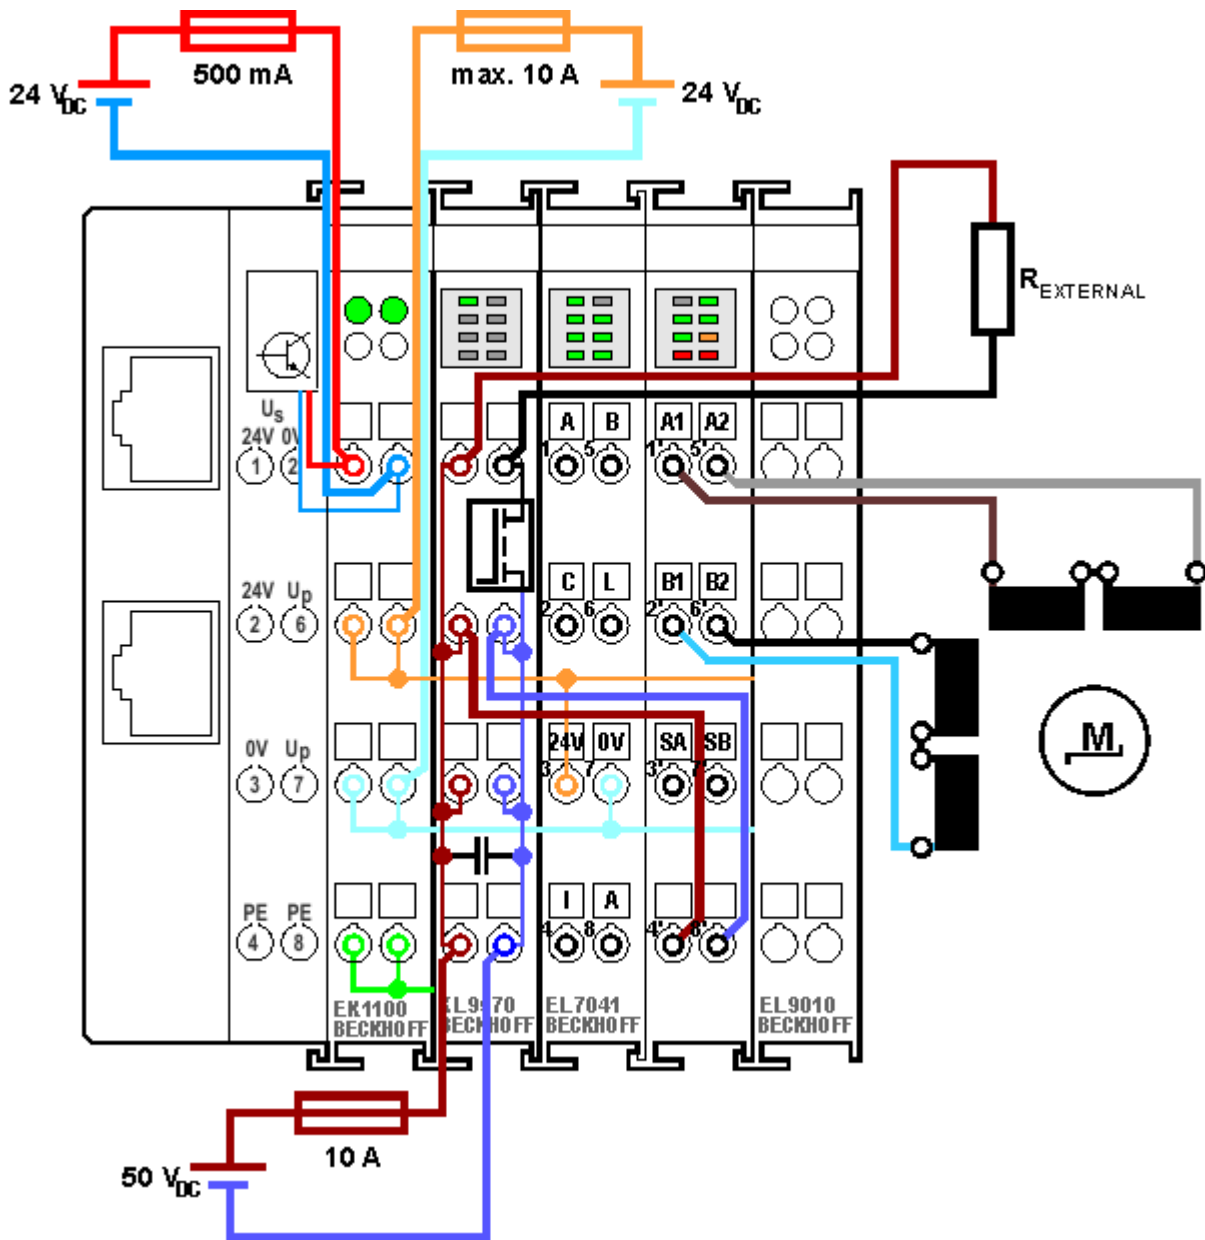 500 mA
max. 10 A
24 VDC
24 VDC
REXTERNAL
Us
24V 0V
1 2
A B
1 5
A1 A2
1' 5'
24V Up
2 6
C L
2 6
B1 B2
2' 6'
0V Up
3 7
24V 0V
3 7
SA SB
3' 7'
M
PE PE
4 8
I A
4 8
4' 8'
EK1100
BECKHOFF
BECKHOFF
EL7041
BECKHOFF
EL9010
BECKHOFF
10 A
50 VDC